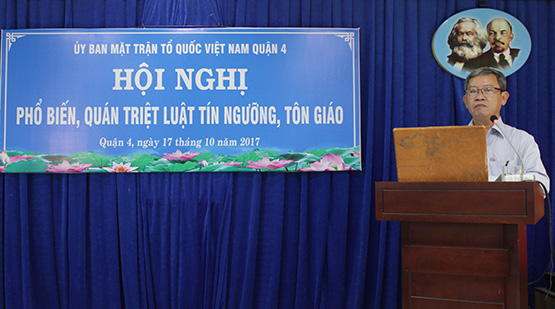 ỦY BAN MẶT TRẬN TỔ QUỐC VIỆT NAM QUẬN 4
HỘI NGHỊ
PHỔ BIẾN, QUÁN TRIỆT LUẬT TÍN NGƯỠNG, TÔN GIÁO
Quận 4, ngày 17 tháng 10 năm 2017